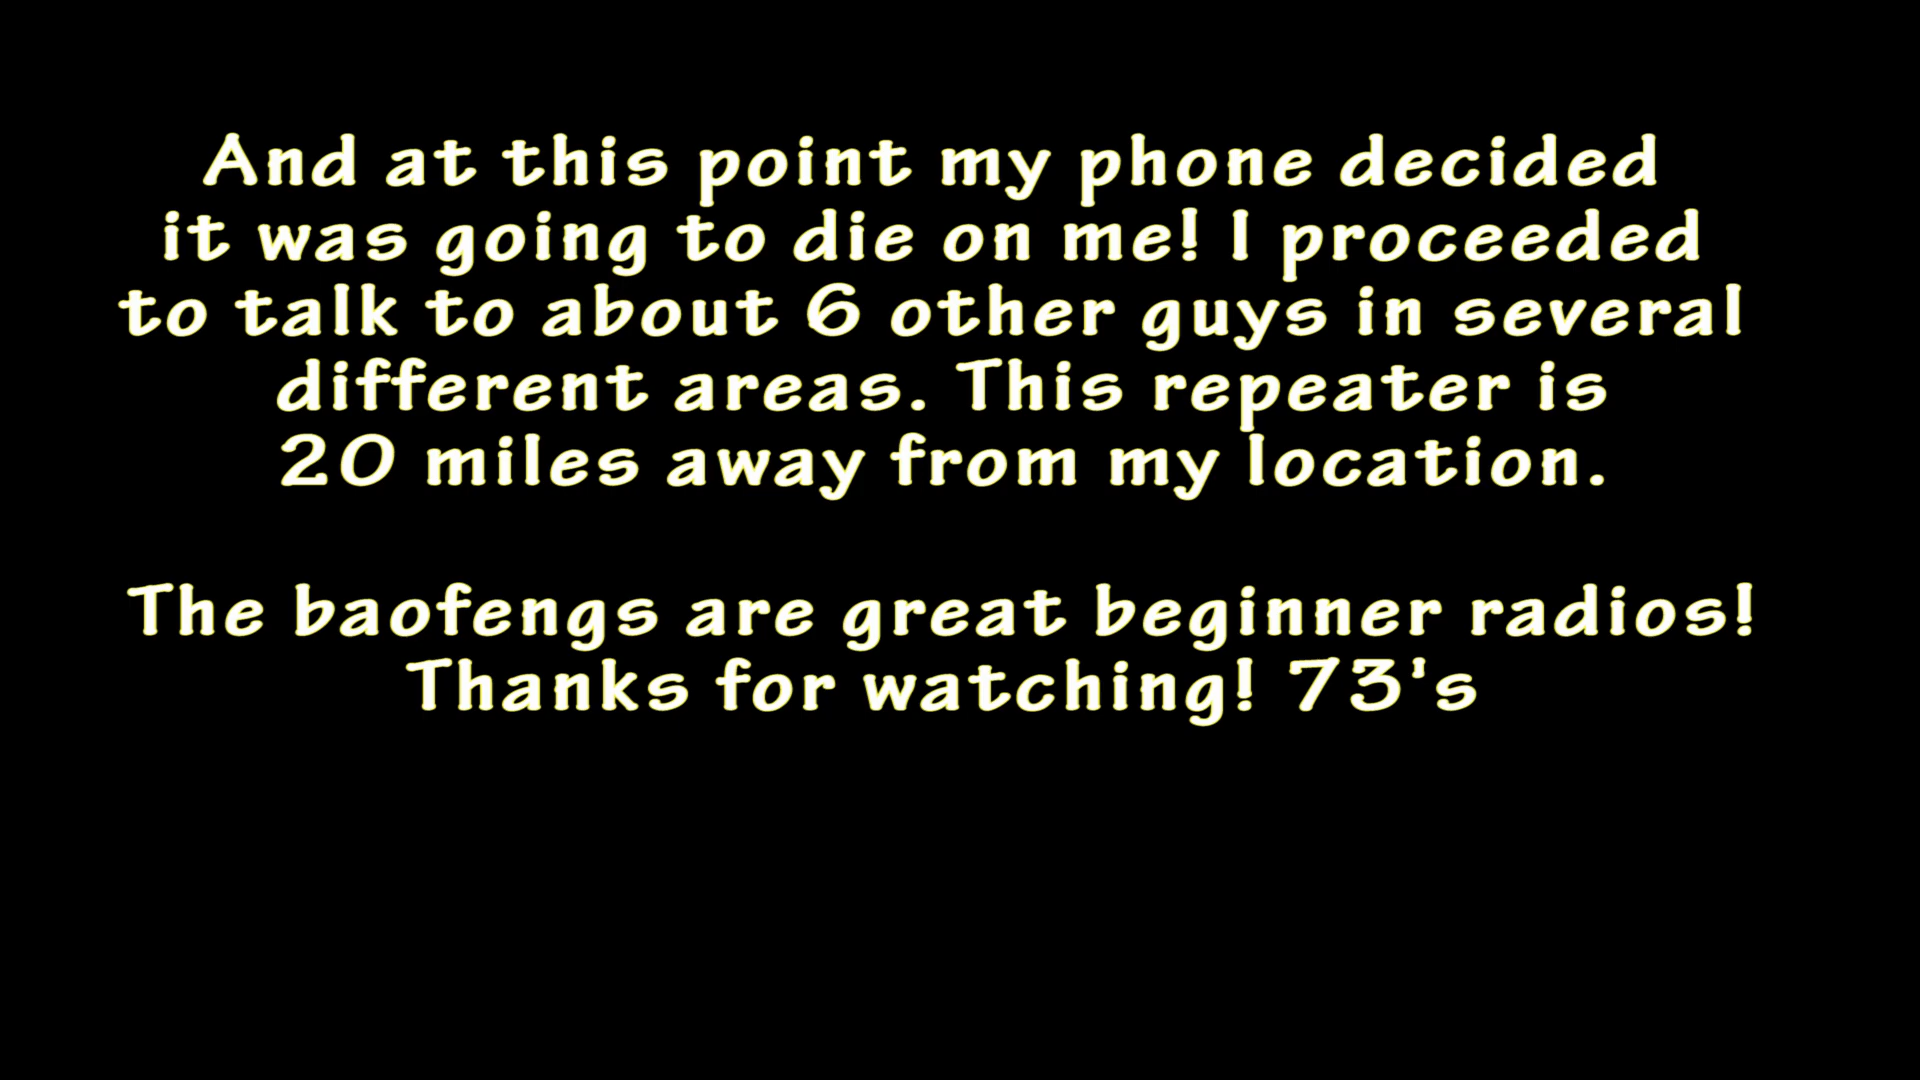 And at this point my phone decided
it was going to die on me! I proceeded
to talk to about 6 other guys in several
different areas. This repeater is
20 miles away from my location.
The baofengs are great beginner radios!
Thanks for watching! 73's